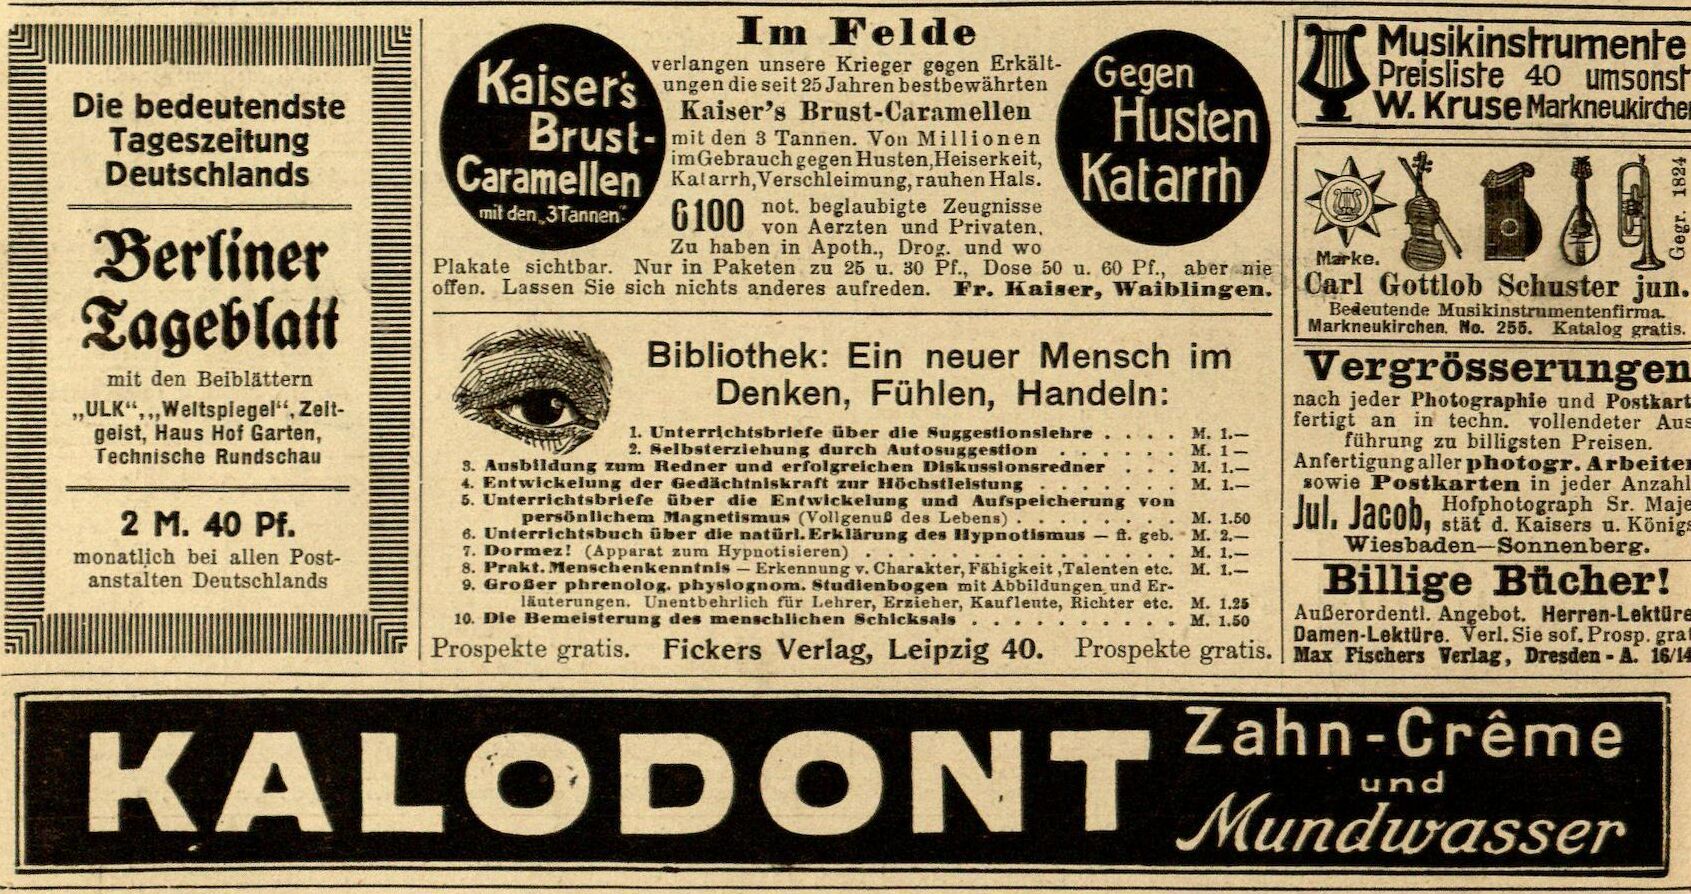 Die bedeutendste
Tageszeitung
Deutschlands
Berliner
Tageblatt
mit den Beiblättern
„ULK“, „Weltspiegel“, Zeit-
geist, Haus Hof Garten,
Technische Rundschau
2 M. 40 Pf.
monatlich bei allen Post-
anstalten Deutschlands
Kaiser's
Brust-
Caramellen
mit den „3Tannen“
Im Felde
verlangen unsere Krieger gegen Erkält-
ungen die seit 25 Jahren bestbewährten
Kaiser's Brust-Caramellen
mit den 3 Tannen. Von Millionen
im Gebrauch gegen Husten, Heiserkeit,
Katarrh, Verschleimung, rauhen Hals.
6100 not. beglaubigte Zeugnisse
von Aerzten und Privaten.
Zu haben in Apoth., Drog. und wo
Plakate sichtbar. Nur in Paketen zu 25 u. 30 Pf., Dose 50 u. 60 Pf., aber nie
offen. Lassen Sie sich nichts anderes aufreden. Fr. Kaiser, Waiblingen.
Gegen
Husten
Katarrh
Bibliothek: Ein neuer Mensch im
Denken, Fühlen, Handeln:
1. Unterrichtsbriefe über die Suggestionslehre . . . . M. 1.—
2. Selbsterziehung durch Autosuggestion . . . . . . M. 1 —
3. Ausbildung zum Redner und erfolgreichen Diskussionsredner . . . M. 1.—
4. Entwickelung der Gedächtniskraft zur Höchstleistung . . . . . . . M. 1.—
5. Unterrichtsbriefe über die Entwickelung und Aufspeicherung von
persönlichem Magnetismus (Vollgenuß des Lebens) . . . . . . . . M. 1.50
6. Unterrichtsbuch über die natürl. Erklärung des Hypnotismus — ft. geb. M. 2.—
7. Dormez! (Apparat zum Hypnotisieren) . . . . . . . . . . . . . . M. 1.—
8. Prakt. Menschenkenntnis — Erkennung v. Charakter, Fähigkeit ,Talenten etc. M. 1.—
9. Großer phrenolog. physiognom. Studienbogen mit Abbildungen und Er-
läuterungen. Unentbehrlich für Lehrer, Erzieher, Kaufleute, Richter etc. M. 1.25
10. Die Bemeisterung des menschlichen Schicksals . . . . . . . . . . M. 1.50
Prospekte gratis. Fickers Verlag, Leipzig 40. Prospekte gratis.
Musikinstrumente
Preisliste 40 umsonst
W. Kruse Markneukirchen
Marke.
Gegr. 1824
Carl Gottlob Schuster jun.
Bedeutende Musikinstrumentenfirma.
Markneukirchen. No. 255. Katalog gratis.
Vergrösserungen
nach jeder Photographie und Postkart
fertigt an in techn. vollendeter Aus
führung zu billigsten Preisen.
Anfertigung aller photogr. Arbeiten
sowie Postkarten in jeder Anzahl
Jul. Jacob, Hofphotograph Sr. Maje
stät d. Kaisers u. Königs
Wiesbaden—Sonnenberg.
Billige Bücher!
Außerordentl. Angebot. Herren-Lektüre
Damen-Lektüre. Verl. Sie sof. Prosp. grat
Max Fischers Verlag, Dresden-A. 16/14
KALODONT
Zahn-Crême
und
Mundwasser